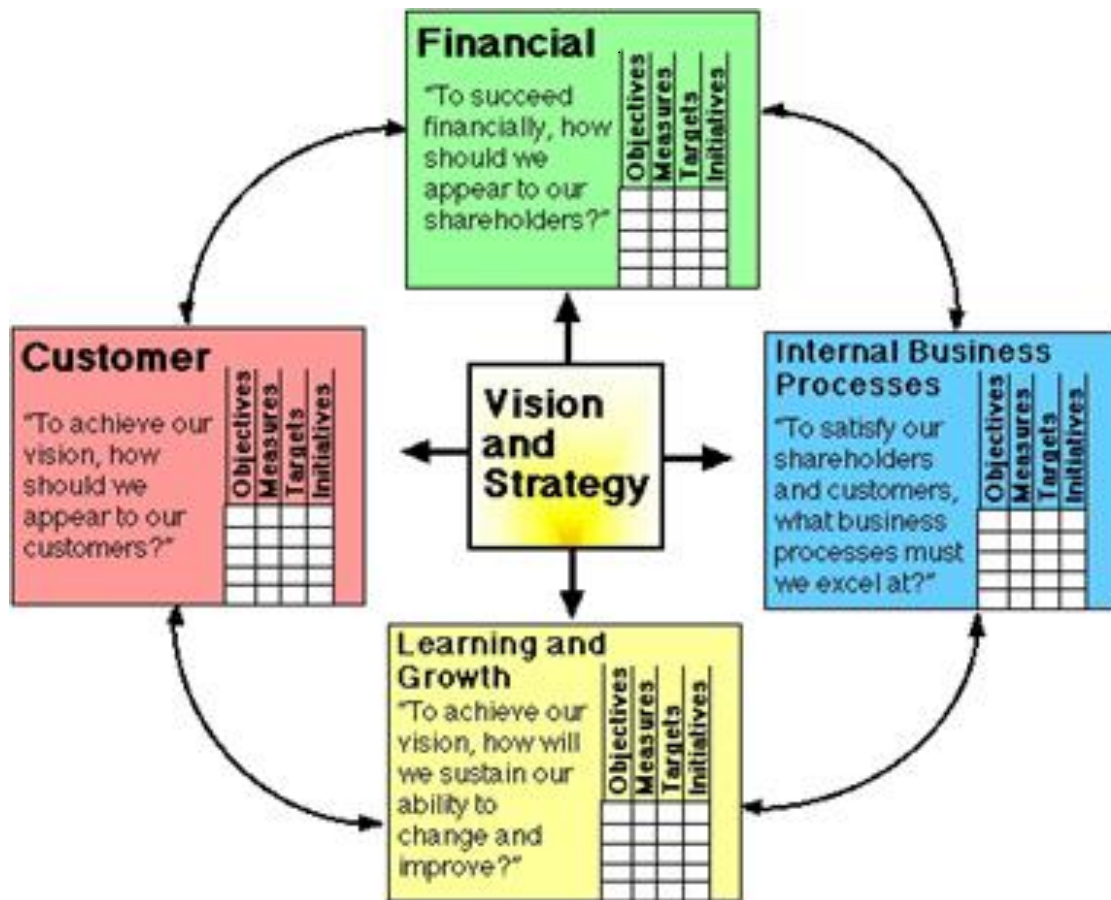 Financial
“To succeed
financially, how
should we
appear to our
shareholders?”
Objectives
Measures
Targets
Initiatives
Customer
“To achieve our
vision, how
should we
appear to our
customers?”
Objectives
Measures
Targets
Initiatives
Vision
and
Strategy
Internal Business
Processes
“To satisfy our
shareholders
and customers,
what business
processes must
we excel at?”
Objectives
Measures
Targets
Initiatives
Learning and
Growth
“To achieve our
vision, how will
we sustain our
ability to
change and
improve?”
Objectives
Measures
Targets
Initiatives